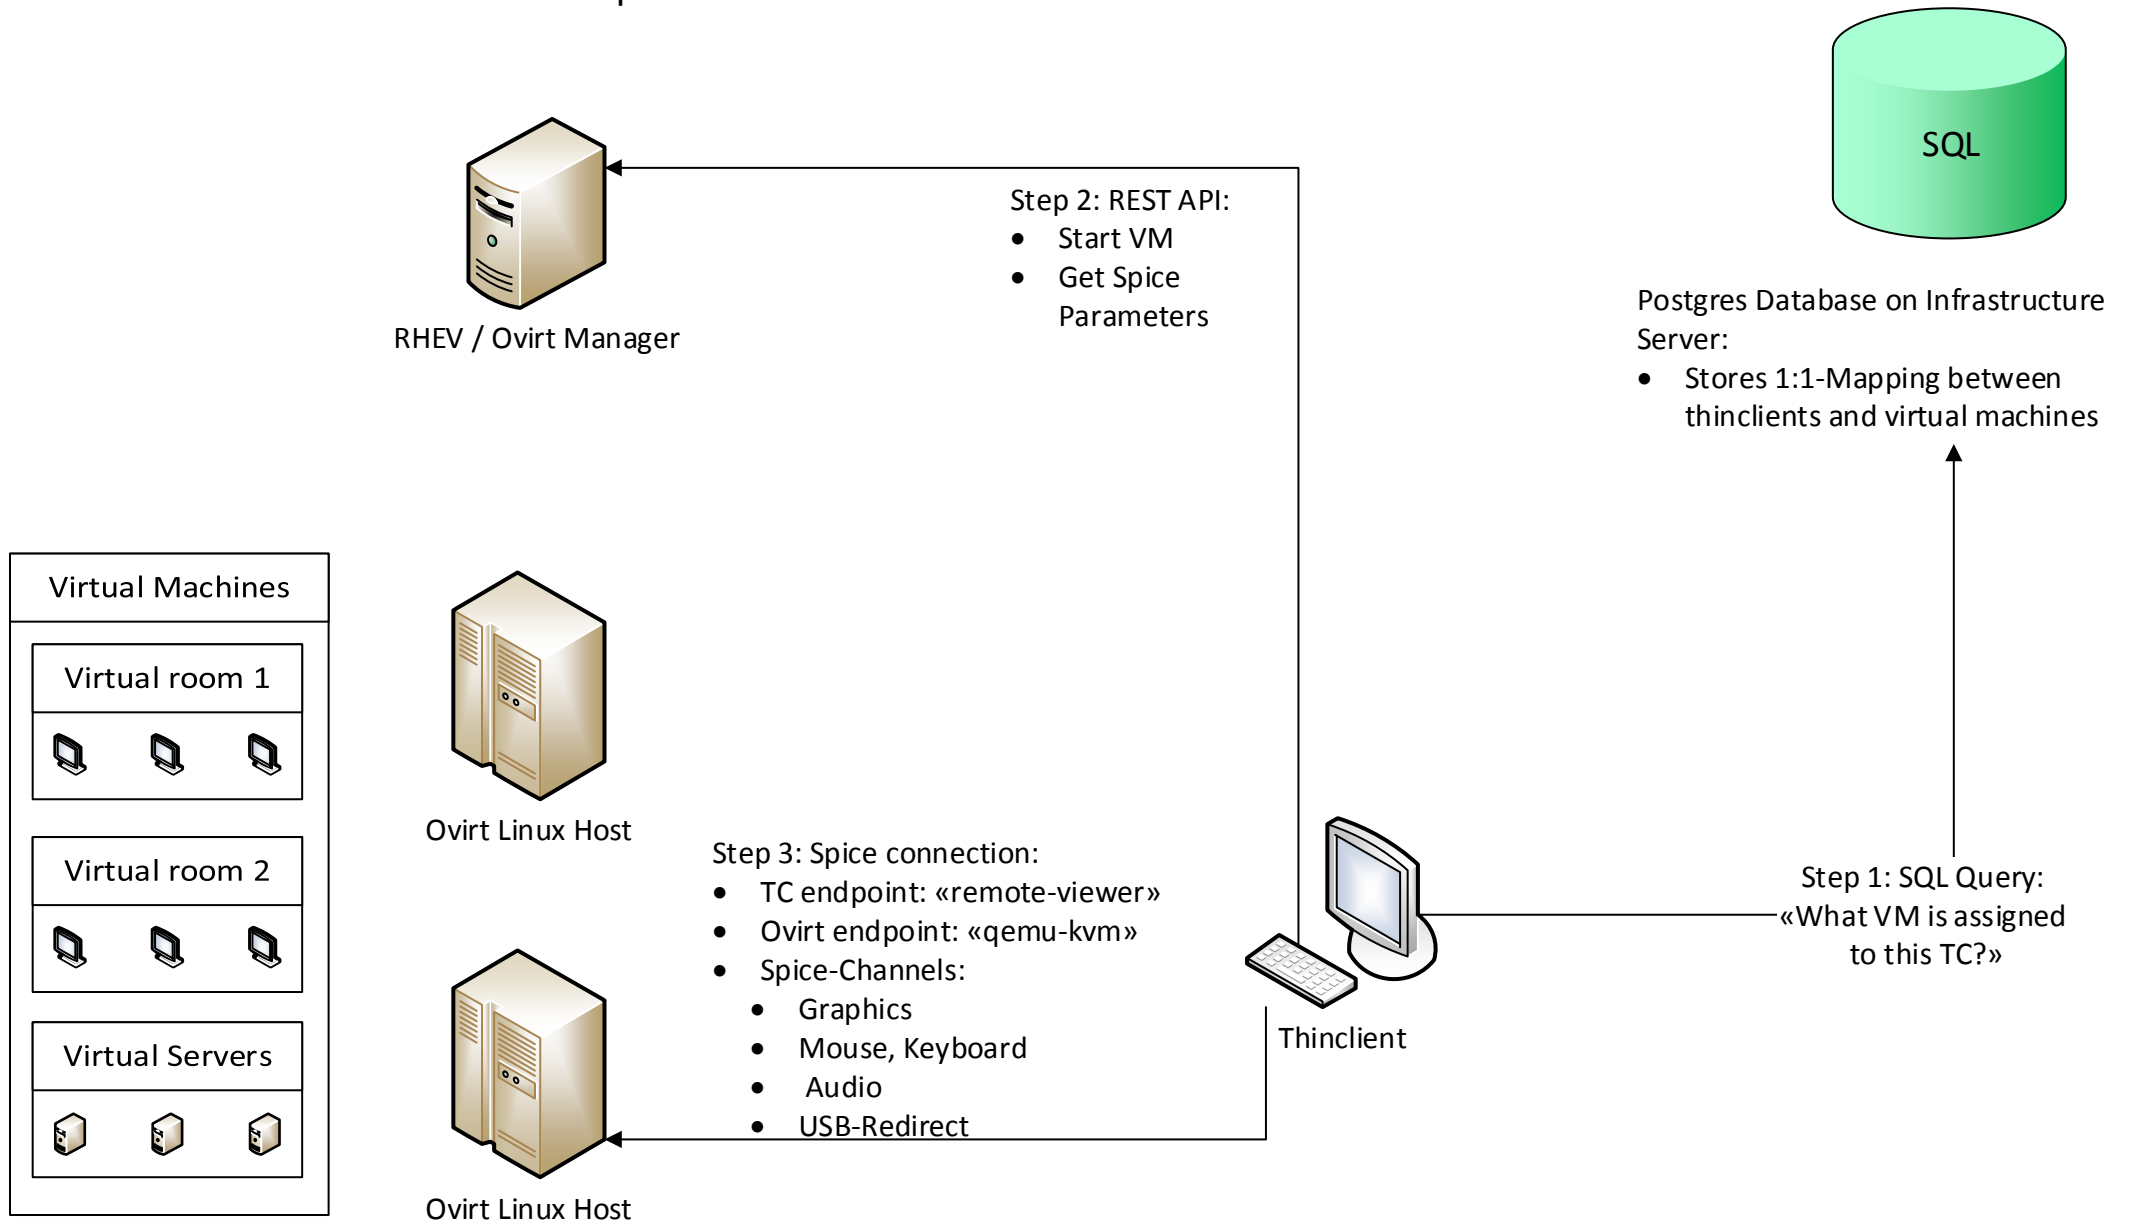 SQL
Step 2: REST API:
• Start VM
• Get Spice
Parameters
RHEV / Ovirt Manager
Postgres Database on Infrastructure
Server:
• Stores 1:1-Mapping between
thinclients and virtual machines
Virtual Machines
Virtual room 1
Virtual room 2
Virtual Servers
Ovirt Linux Host
Step 3: Spice connection:
• TC endpoint: «remote-viewer»
• Ovirt endpoint: «qemu-kvm»
• Spice-Channels:
• Graphics
• Mouse, Keyboard
• Audio
• USB-Redirect
Ovirt Linux Host
Thinclient
Step 1: SQL Query:
«What VM is assigned
to this TC?»